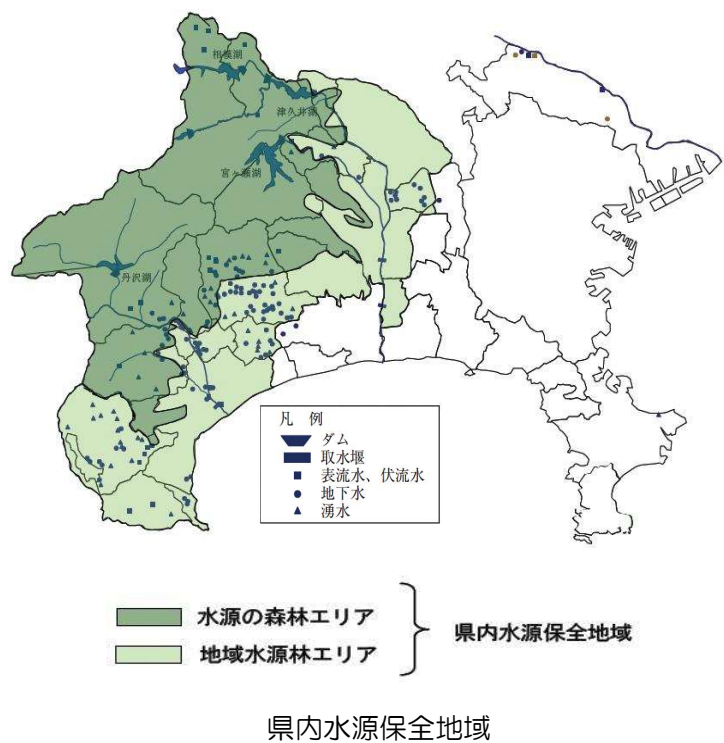 相模湖
津久井湖
宮ヶ瀬湖
丹沢湖
凡 例
ダム
取水堰
表流水、伏流水
地下水
湧水
水源の森林エリア
地域水源林エリア
県内水源保全地域
県内水源保全地域